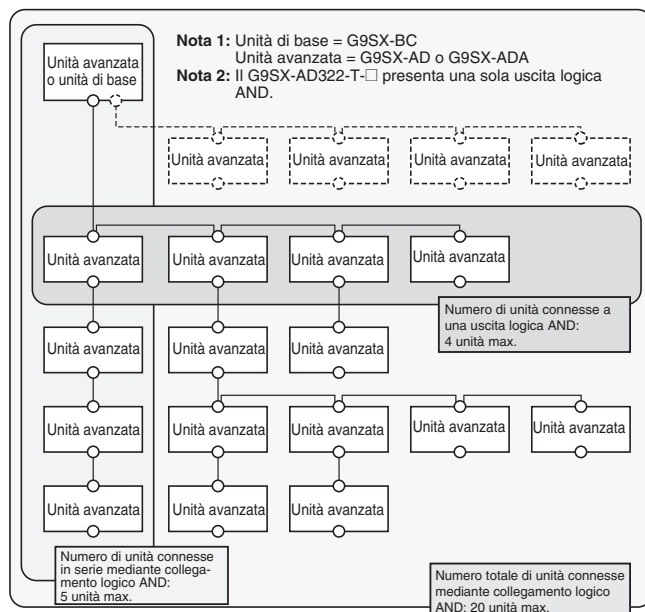 Unità avanzata
o unità di base
Nota 1: Unità di base = G9SX-BC
Unità avanzata = G9SX-AD o G9SX-ADA
Nota 2: Il G9SX-AD322-T-□ presenta una sola uscita logica
AND.
Unità avanzata
Unità avanzata
Unità avanzata
Unità avanzata
Unità avanzata
Unità avanzata
Unità avanzata
Unità avanzata
Numero di unità connesse a
una uscita logica AND:
4 unità max.
Unità avanzata
Unità avanzata
Unità avanzata
Unità avanzata
Unità avanzata
Unità avanzata
Unità avanzata
Unità avanzata
Unità avanzata
Unità avanzata
Unità avanzata
Numero di unità connesse
in serie mediante collega-
mento logico AND:
5 unità max.
Numero totale di unità connesse
mediante collegamento logico
AND: 20 unità max.